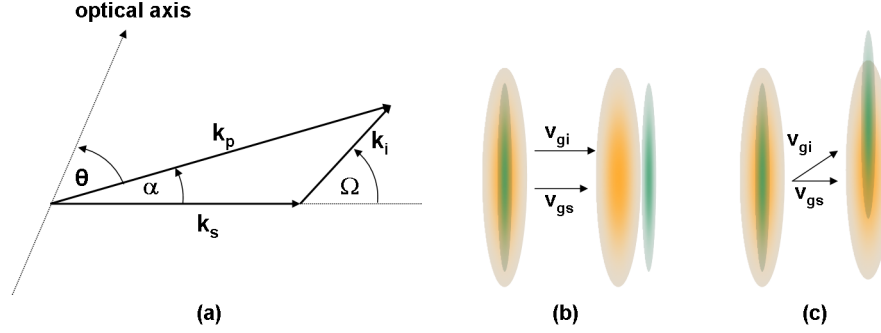 optical axis
k_p
k_i
θ
α
Ω
k_s
(a)
v_gi
v_gs
(b)
v_gi
v_gs
(c)